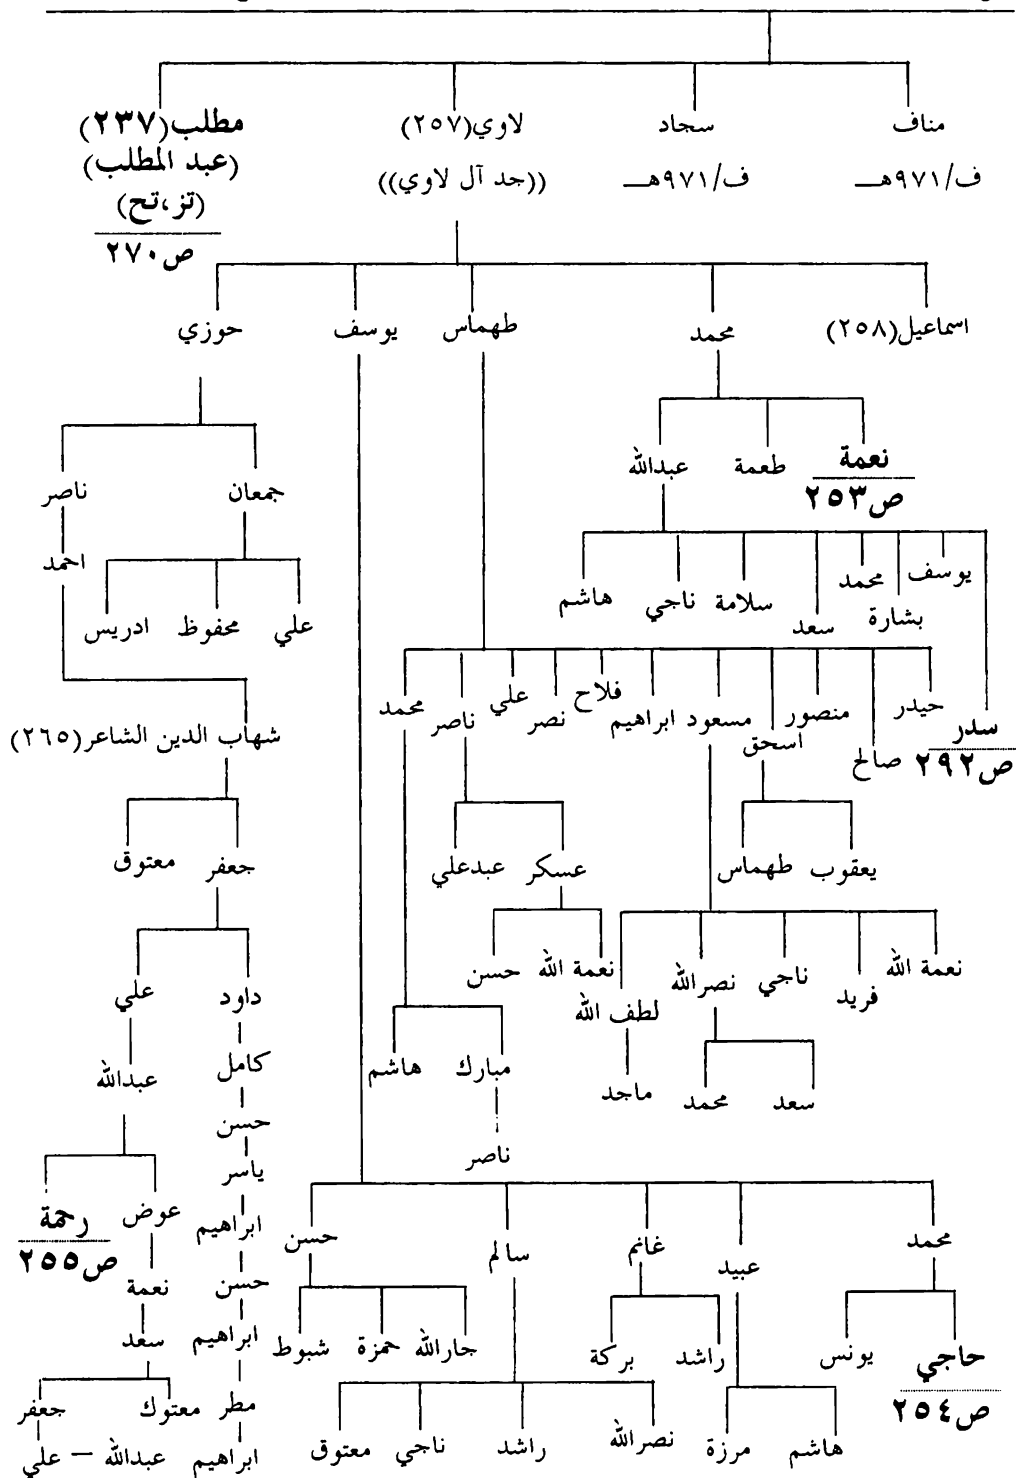 مناف سجاد لاوي(٢٥٧) مطلب(٢٣٧)
ف/٩٧١هـ ف/٩٧١هـ ((جد آل لاوي)) (عبد المطلب)
(تز،تح)
ص٢٧٠
اسماعيل(٢٥٨) محمد طهماس يوسف حوزي
نعمة طعمة عبدالله
ص٢٥٣
جمعان ناصر
احمد
يوسف محمد بشارة سعد سلامة ناجي هاشم
علي محفوظ ادريس
سدر حيدر صالح منصور اسحق مسعود ابراهيم فلاح نصر علي ناصر محمد
ص٢٩٢
شهاب الدين الشاعر(٢٦٥)
يعقوب طهماس عسكر عبدعلي جعفر معتوق
نعمة الله فريد ناجي نصرالله لطف الله نعمة الله حسن
داود علي
سعد محمد ماجد مبارك هاشم كامل عبدالله
ناصر حسن
ياسر
عوض رحمة
ص٢٥٥
ابراهيم
محمد عبيد غانم سالم حسن
حسن نعمة
حاجي يونس راشد بركة جارالله حمزة شبوط ابراهيم سعد
ص٢٥٤
هاشم مرزة نصرالله راشد ناجي معتوق مطر معتوك جعفر
ابراهيم عبدالله – علي